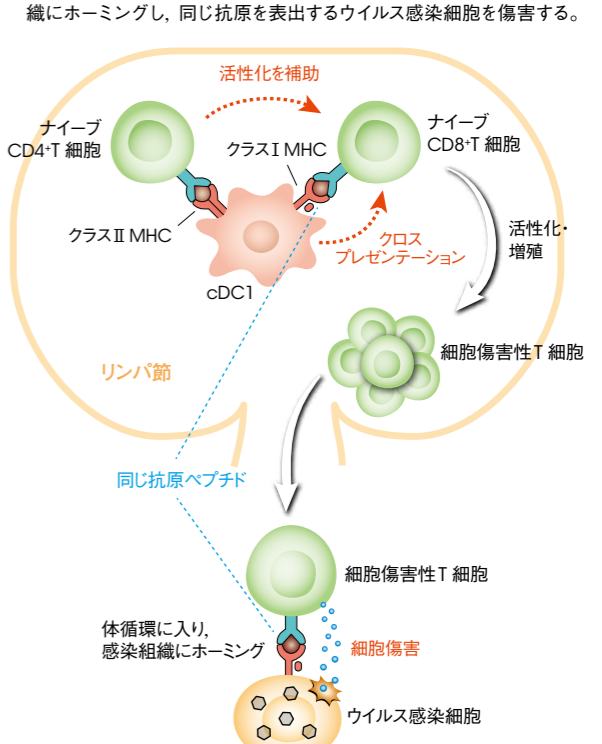 織にホーミングし，同じ抗原を表出するウイルス感染細胞を傷害する。
活性化を補助
ナイーブ
CD4⁺T 細胞
クラスⅠMHC
ナイーブ
CD8⁺T 細胞
クラスⅡ MHC
クロス
プレゼンテーション
活性化・
増殖
cDC1
細胞傷害性T 細胞
リンパ節
同じ抗原ペプチド
細胞傷害性T 細胞
体循環に入り，
感染組織にホーミング
細胞傷害
ウイルス感染細胞